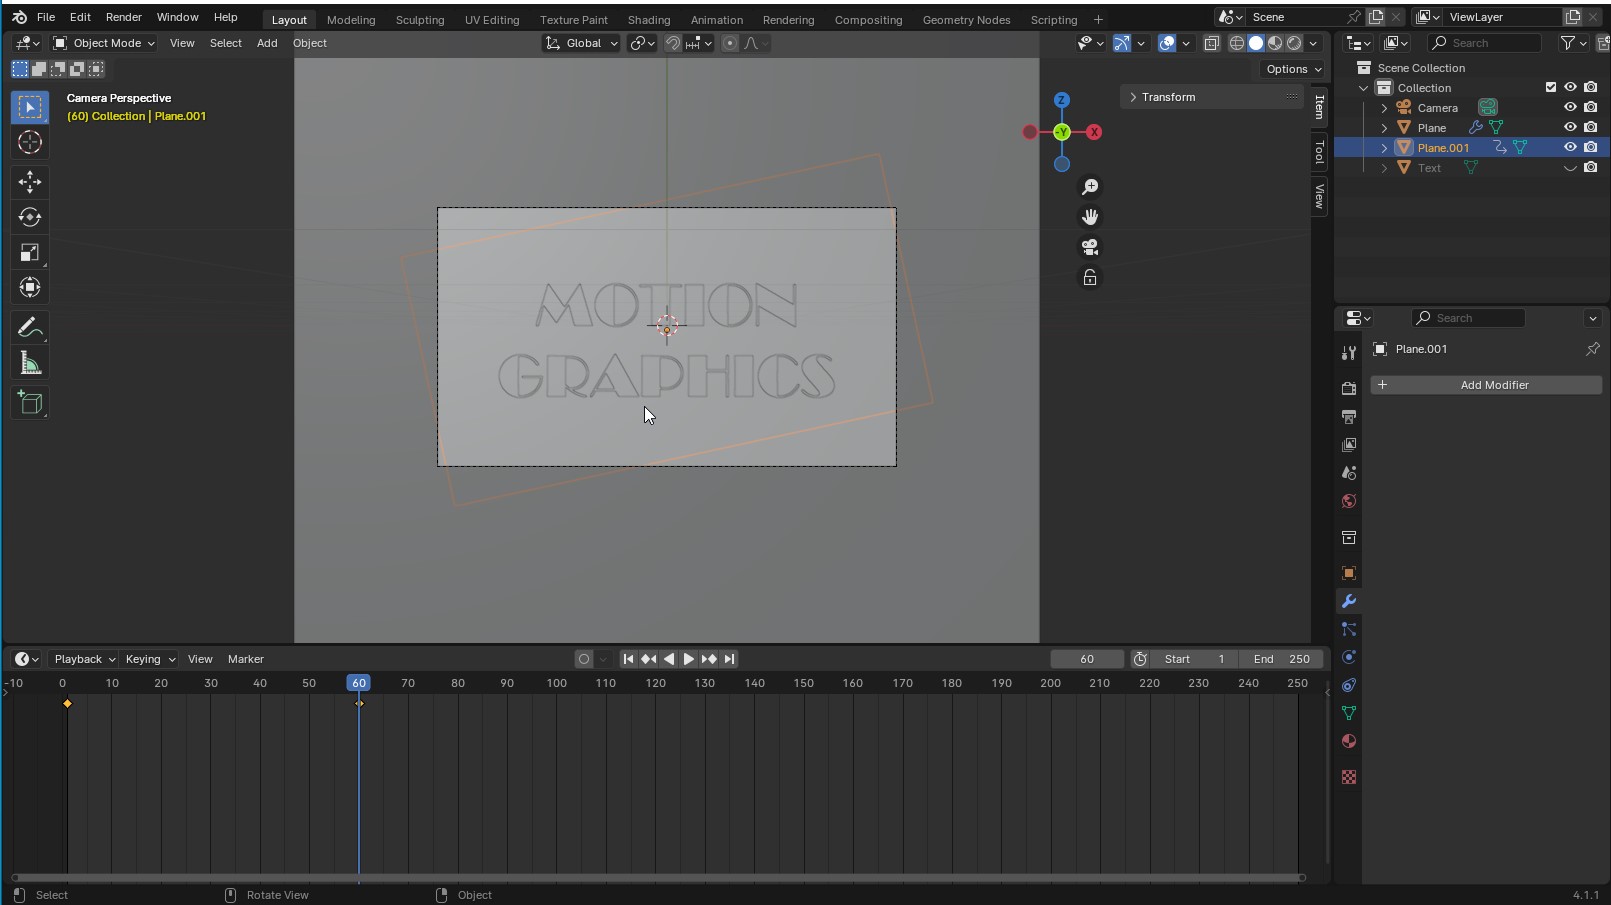 File Edit Render Window Help Layout Modeling Sculpting UV Editing Texture Paint Shading Animation Rendering Compositing Geometry Nodes Scripting + Scene ViewLayer
Object Mode View Select Add Object Global Search
Options
Camera Perspective
(60) Collection | Plane.001
Z
-Y
X
Transform
Item
Tool
View
MOTION
GRAPHICS
Scene Collection
Collection
Camera
Plane
Plane.001
Text
Search
Plane.001
+ Add Modifier
Playback Keying View Marker 60 Start 1 End 250
-10 0 10 20 30 40 50 60 70 80 90 100 110 120 130 140 150 160 170 180 190 200 210 220 230 240 250
Select Rotate View Object 4.1.1